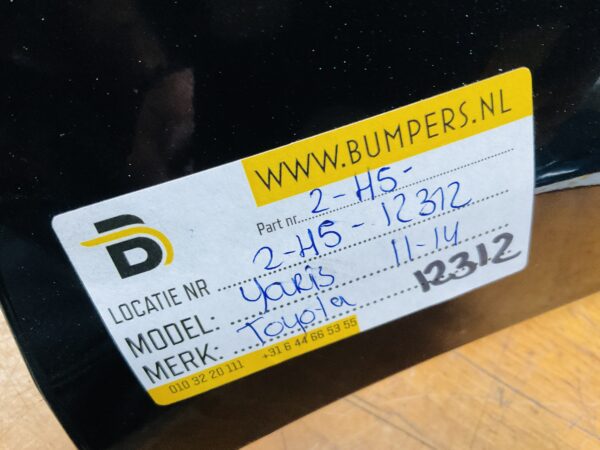 WWW.BUMPERS.NL
Part nr. 2-H5-
LOCATIE NR 2-H5-12312
MODEL: Yaris 11-14
MERK: Toyota 12312
010 32 20 111 +31 6 44 66 53 55